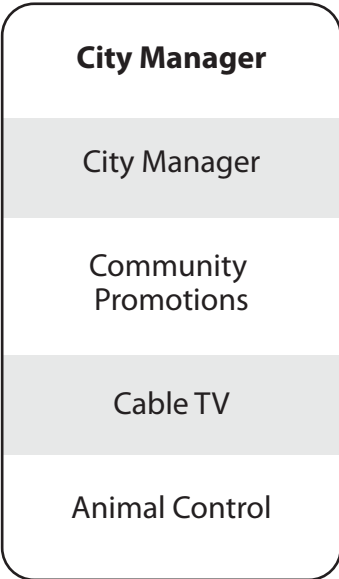 City Manager
City Manager
Community
Promotions
Cable TV
Animal Control